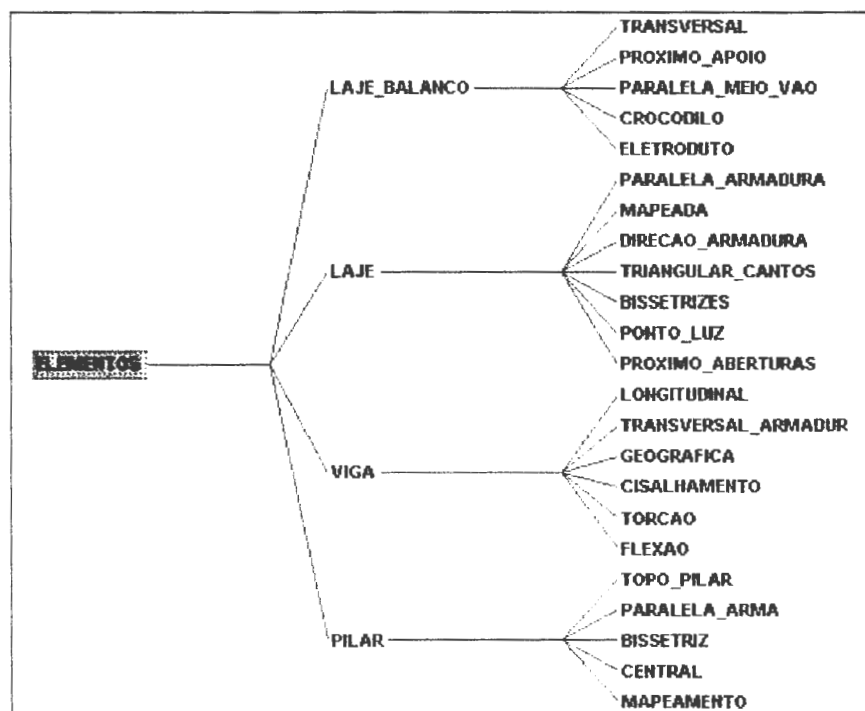 TRANSVERSAL
PROXIMO_APOIO
LAJE_BALANCO
PARALELA_MEIO_VAO
CROCODILO
ELETRODUTO
PARALELA_ARMADURA
MAPEADA
DIRECAO_ARMADURA
LAJE
TRIANGULAR_CANTOS
BISSETRIZES
PONTO_LUZ
ELEMENTOS
PROXIMO_ABERTURAS
LONGITUDINAL
TRANSVERSAL_ARMADUR
GEOGRAFICA
VIGA
CISALHAMENTO
TORCAO
FLEXAO
TOPO_PILAR
PARALELA_ARMA
PILAR
BISSETRIZ
CENTRAL
MAPEAMENTO